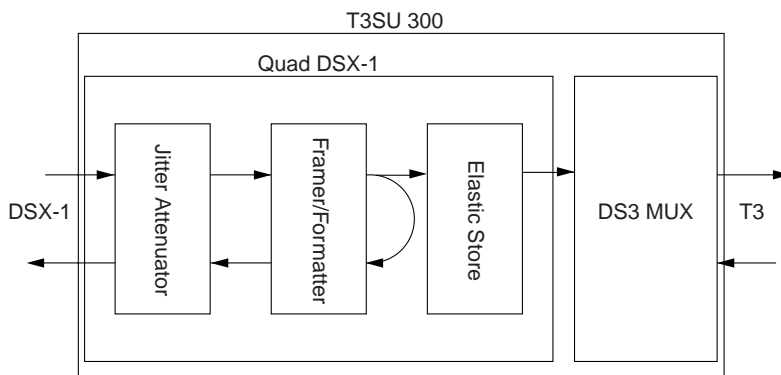 T3SU 300
Quad DSX-1
Jitter Attenuator
Framer/Formatter
Elastic Store
DSX-1
DS3 MUX
T3